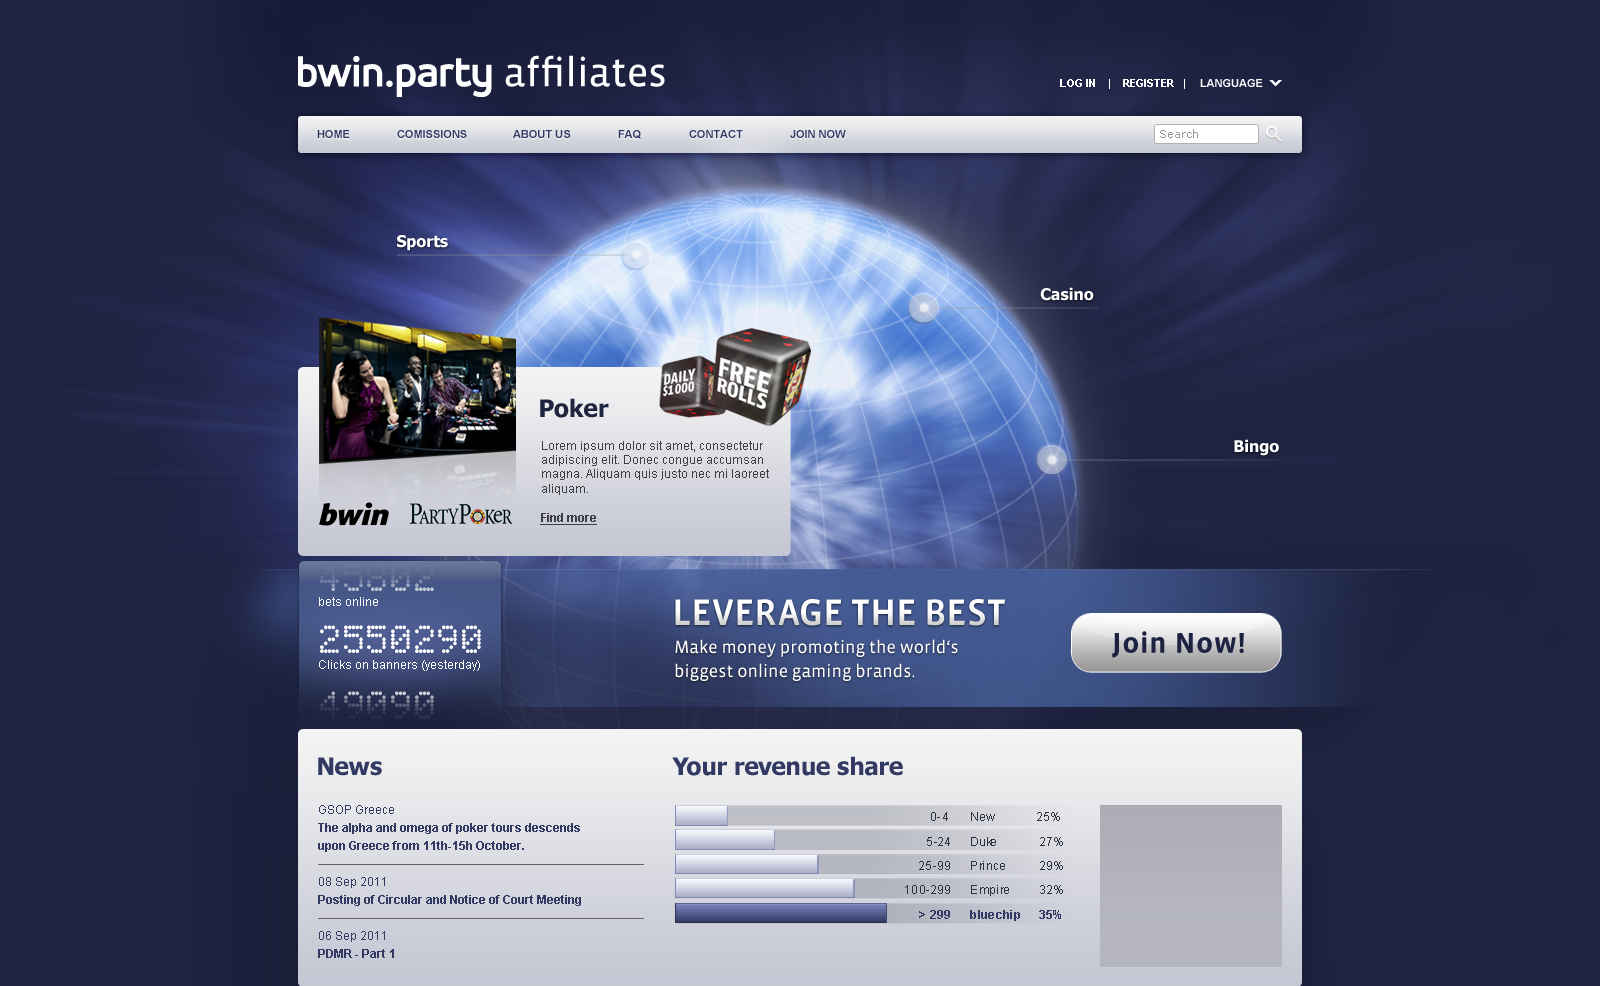 bwin.party affiliates
LOG IN | REGISTER | LANGUAGE
HOME COMISSIONS ABOUT US FAQ CONTACT JOIN NOW Search
Sports
Casino
Bingo
DAILY $1000
FREE ROLLS
Poker
Lorem ipsum dolor sit amet, consectetur
adipiscing elit. Donec congue accumsan
magna. Aliquam quis justo nec mi laoreet
aliquam.
Find more
bwin PARTYPOKER
45802
bets online
2550290
Clicks on banners (yesterday)
49090
LEVERAGE THE BEST
Make money promoting the world‘s
biggest online gaming brands.
Join Now!
News
GSOP Greece
The alpha and omega of poker tours descends
upon Greece from 11th-15h October.
08 Sep 2011
Posting of Circular and Notice of Court Meeting
06 Sep 2011
PDMR - Part 1
Your revenue share
0-4 New 25%
5-24 Duke 27%
25-99 Prince 29%
100-299 Empire 32%
> 299 bluechip 35%